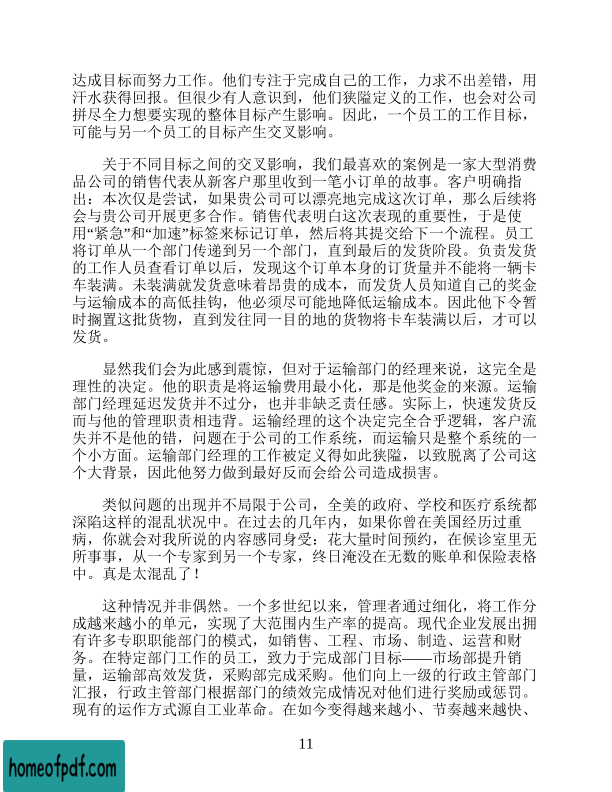 达成目标而努力工作。他们专注于完成自己的工作，力求不出差错，用
汗水获得回报。但很少有人意识到，他们狭隘定义的工作，也会对公司
拼尽全力想要实现的整体目标产生影响。因此，一个员工的工作目标，
可能与另一个员工的目标产生交叉影响。
关于不同目标之间的交叉影响，我们最喜欢的案例是一家大型消费
品公司的销售代表从新客户那里收到一笔小订单的故事。客户明确指
出：本次仅是尝试，如果贵公司可以漂亮地完成这次订单，那么后续将
会与贵公司开展更多合作。销售代表明白这次表现的重要性，于是使
用“紧急”和“加速”标签来标记订单，然后将其提交给下一个流程。员工
将订单从一个部门传递到另一个部门，直到最后的发货阶段。负责发货
的工作人员查看订单以后，发现这个订单本身的订货量并不能将一辆卡
车装满。未装满就发货意味着昂贵的成本，而发货人员知道自己的奖金
与运输成本的高低挂钩，他必须尽可能地降低运输成本。因此他下令暂
时搁置这批货物，直到发往同一目的地的货物将卡车装满以后，才可以
发货。
显然我们会为此感到震惊，但对于运输部门的经理来说，这完全是
理性的决定。他的职责是将运输费用最小化，那是他奖金的来源。运输
部门经理延迟发货并不过分，也并非缺乏责任感。实际上，快速发货反
而与他的管理职责相违背。运输经理的这个决定完全合乎逻辑，客户流
失并不是他的错，问题在于公司的工作系统，而运输只是整个系统的一
个小方面。运输部门经理的工作被定义得如此狭隘，以致脱离了公司这
个大背景，因此他努力做到最好反而会给公司造成损害。
类似问题的出现并不局限于公司，全美的政府、学校和医疗系统都
深陷这样的混乱状况中。在过去的几年内，如果你曾在美国经历过重
病，你就会对我所说的内容感同身受：花大量时间预约，在候诊室里无
所事事，从一个专家到另一个专家，终日淹没在无数的账单和保险表格
中。真是太混乱了！
这种情况并非偶然。一个多世纪以来，管理者通过细化，将工作分
成越来越小的单元，实现了大范围内生产率的提高。现代企业发展出拥
有许多专职职能部门的模式，如销售、工程、市场、制造、运营和财
务。在特定部门工作的员工，致力于完成部门目标——市场部提升销
量，运输部高效发货，采购部完成采购。他们向上一级的行政主管部门
汇报，行政主管部门根据部门的绩效完成情况对他们进行奖励或惩罚。
现有的运作方式源自工业革命。在如今变得越来越小、节奏越来越快、
11
homeofpdf.com